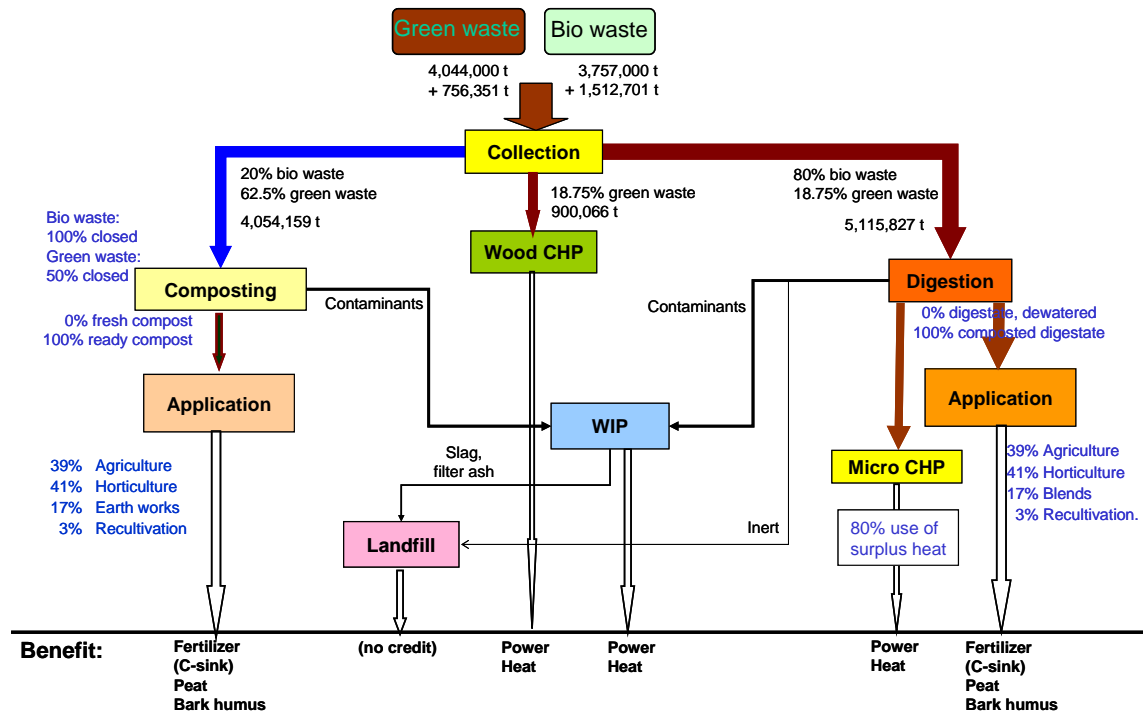 Green waste
Bio waste
4,044,000 t
+ 756,351 t
3,757,000 t
+ 1,512,701 t
Collection
20% bio waste
62.5% green waste
4,054,159 t
18.75% green waste
900,066 t
80% bio waste
18.75% green waste
5,115,827 t
Bio waste:
100% closed
Green waste:
50% closed
Wood CHP
Composting
Digestion
Contaminants
Contaminants
0% fresh compost
100% ready compost
0% digestate, dewatered
100% composted digestate
Application
WIP
Application
39% Agriculture
41% Horticulture
17% Earth works
3% Recultivation
Slag,
filter ash
Micro CHP
39% Agriculture
41% Horticulture
17% Blends
3% Recultivation.
Landfill
Inert
80% use of
surplus heat
Benefit:
Fertilizer
(C-sink)
Peat
Bark humus
(no credit)
Power
Heat
Power
Heat
Power
Heat
Fertilizer
(C-sink)
Peat
Bark humus